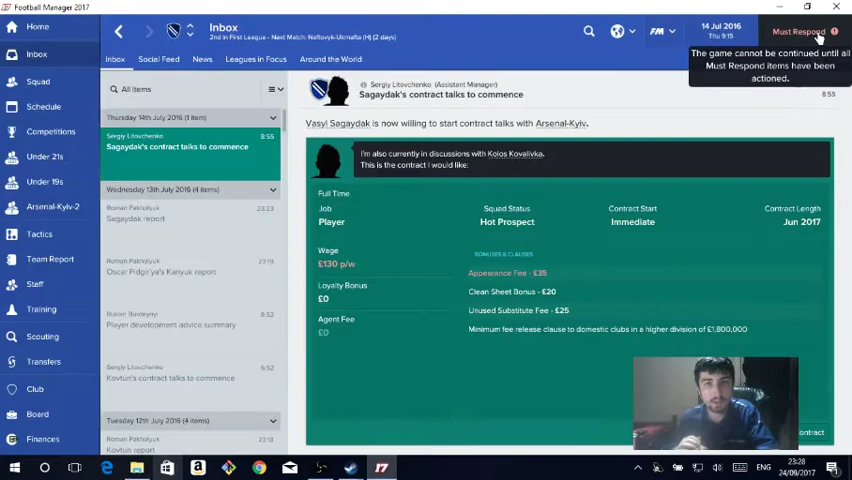 Football Manager 2017
Home
Inbox
2nd in First League - Next Match: Naftovyk-Ukrnafta (H) (2 days)
FM
14 Jul 2016
Thu 9:15
Must Respond
The game cannot be continued until all
Must Respond items have been
actioned.
Inbox
Inbox Social Feed News Leagues in Focus Around the World
Squad
Schedule
Competitions
Under 21s
Under 19s
Arsenal-Kyiv-2
Tactics
Team Report
Staff
Training
Scouting
Transfers
Club
Board
Finances
All Items
Thursday 14th July 2016 (1 item)
Sergiy Litovchenko 8:55
Sagaydak's contract talks to commence
Wednesday 13th July 2016 (4 items)
Roman Pakholyuk 23:23
Sagaydak report
Roman Pakholyuk 23:19
Oscar Pidgir'ya's Kanyuk report
Ruslan Burdeynyi 8:52
Player development advice summary
Sergiy Litovchenko 6:52
Kovtun's contract talks to commence
Tuesday 12th July 2016 (4 items)
Roman Pakholyuk 23:18
Kovtun report
@ Sergiy Litovchenko (Assistant Manager)
Sagaydak's contract talks to commence
8:55
Vasyl Sagaydak is now willing to start contract talks with Arsenal-Kyiv.
I'm also currently in discussions with Kolos Kovalivka.
This is the contract I would like:
Full Time
Job Squad Status Contract Start Contract Length
Player Hot Prospect Immediate Jun 2017
Wage
£130 p/w
Loyalty Bonus
£0
Agent Fee
£0
BONUSES & CLAUSES
Appearance Fee - £35
Clean Sheet Bonus - £20
Unused Substitute Fee - £25
Minimum fee release clause to domestic clubs in a higher division of £1,800,000
ontract
17
ENG
23:28
24/09/2017